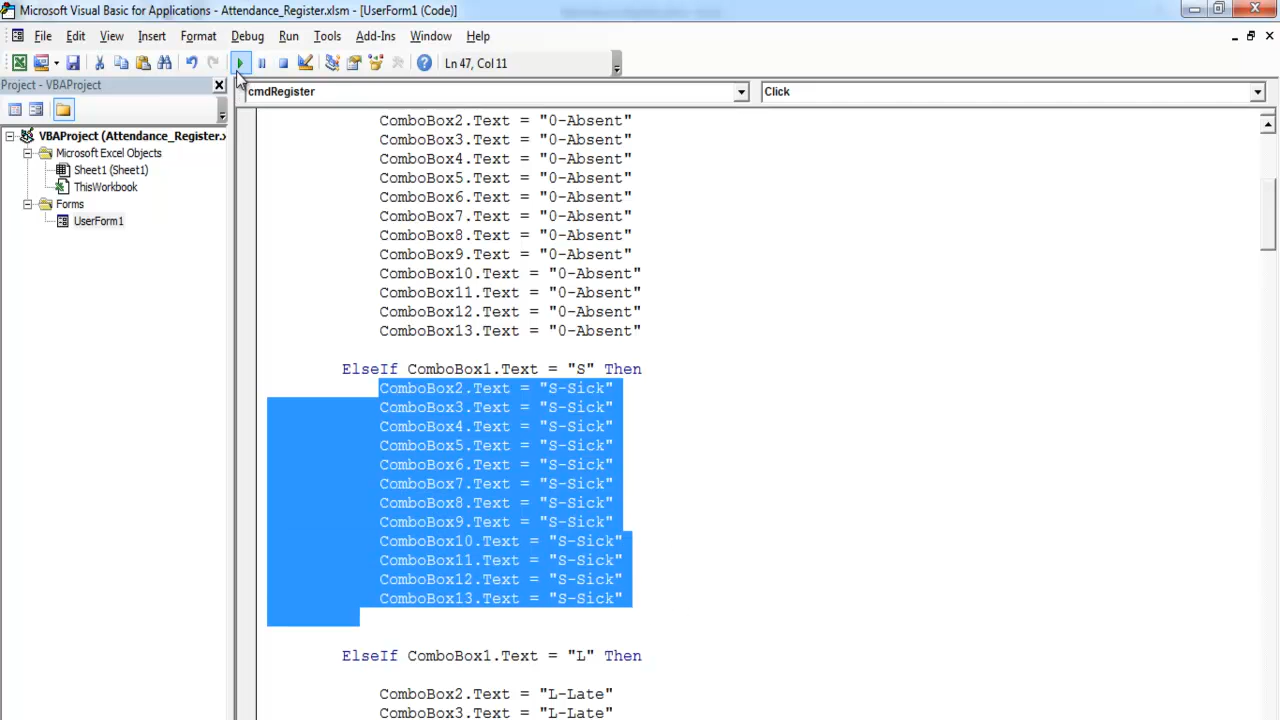 Microsoft Visual Basic for Applications - Attendance_Register.xlsm - [UserForm1 (Code)]
File Edit View Insert Format Debug Run Tools Add-Ins Window Help
Ln 47, Col 11
Project - VBAProject
cmdRegister Click
VBAProject (Attendance_Register.x
Microsoft Excel Objects
Sheet1 (Sheet1)
ThisWorkbook
Forms
UserForm1
ComboBox2.Text = "0-Absent"
ComboBox3.Text = "0-Absent"
ComboBox4.Text = "0-Absent"
ComboBox5.Text = "0-Absent"
ComboBox6.Text = "0-Absent"
ComboBox7.Text = "0-Absent"
ComboBox8.Text = "0-Absent"
ComboBox9.Text = "0-Absent"
ComboBox10.Text = "0-Absent"
ComboBox11.Text = "0-Absent"
ComboBox12.Text = "0-Absent"
ComboBox13.Text = "0-Absent"
ElseIf ComboBox1.Text = "S" Then
ComboBox2.Text = "S-Sick"
ComboBox3.Text = "S-Sick"
ComboBox4.Text = "S-Sick"
ComboBox5.Text = "S-Sick"
ComboBox6.Text = "S-Sick"
ComboBox7.Text = "S-Sick"
ComboBox8.Text = "S-Sick"
ComboBox9.Text = "S-Sick"
ComboBox10.Text = "S-Sick"
ComboBox11.Text = "S-Sick"
ComboBox12.Text = "S-Sick"
ComboBox13.Text = "S-Sick"
ElseIf ComboBox1.Text = "L" Then
ComboBox2.Text = "L-Late"
ComboBox3.Text = "L-Late"